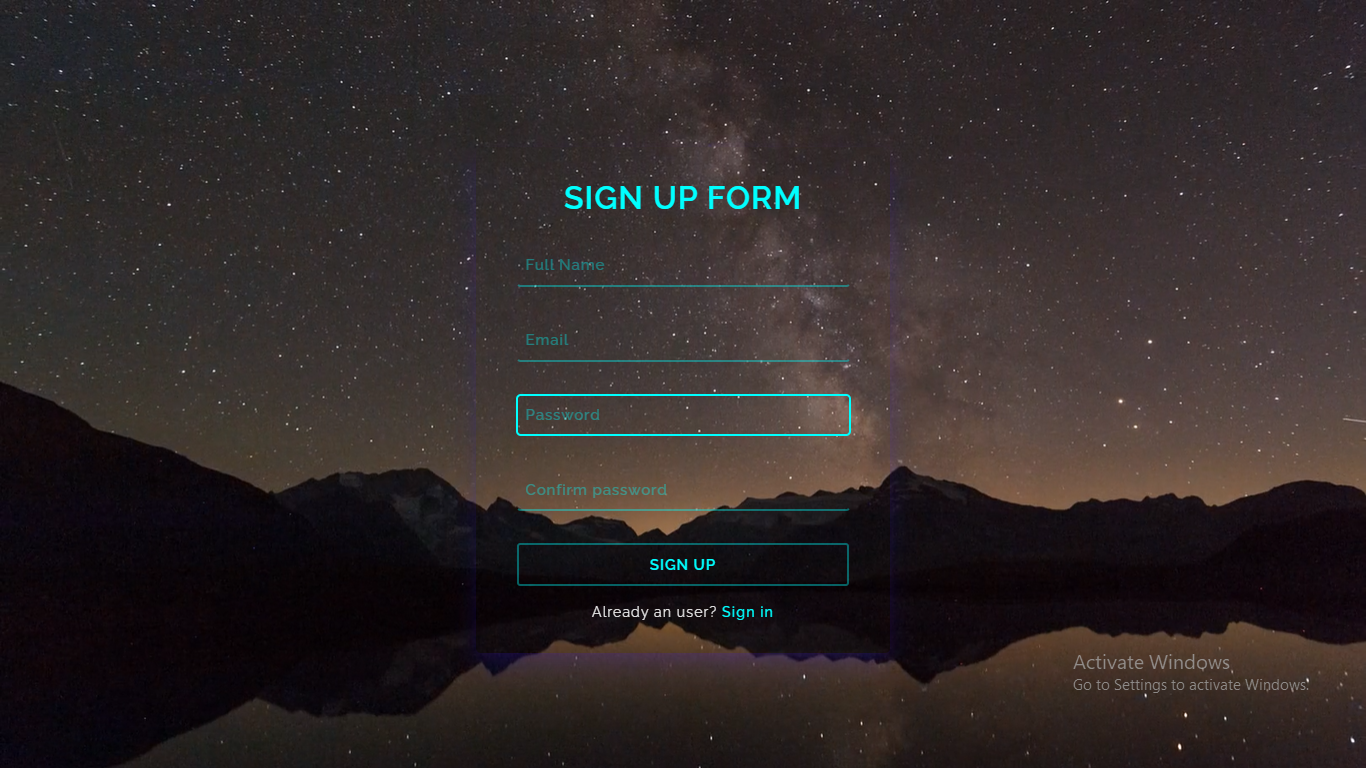 SIGN UP FORM
Full Name
Email
Password
Confirm password
SIGN UP
Already an user? Sign in
Activate Windows
Go to Settings to activate Windows.